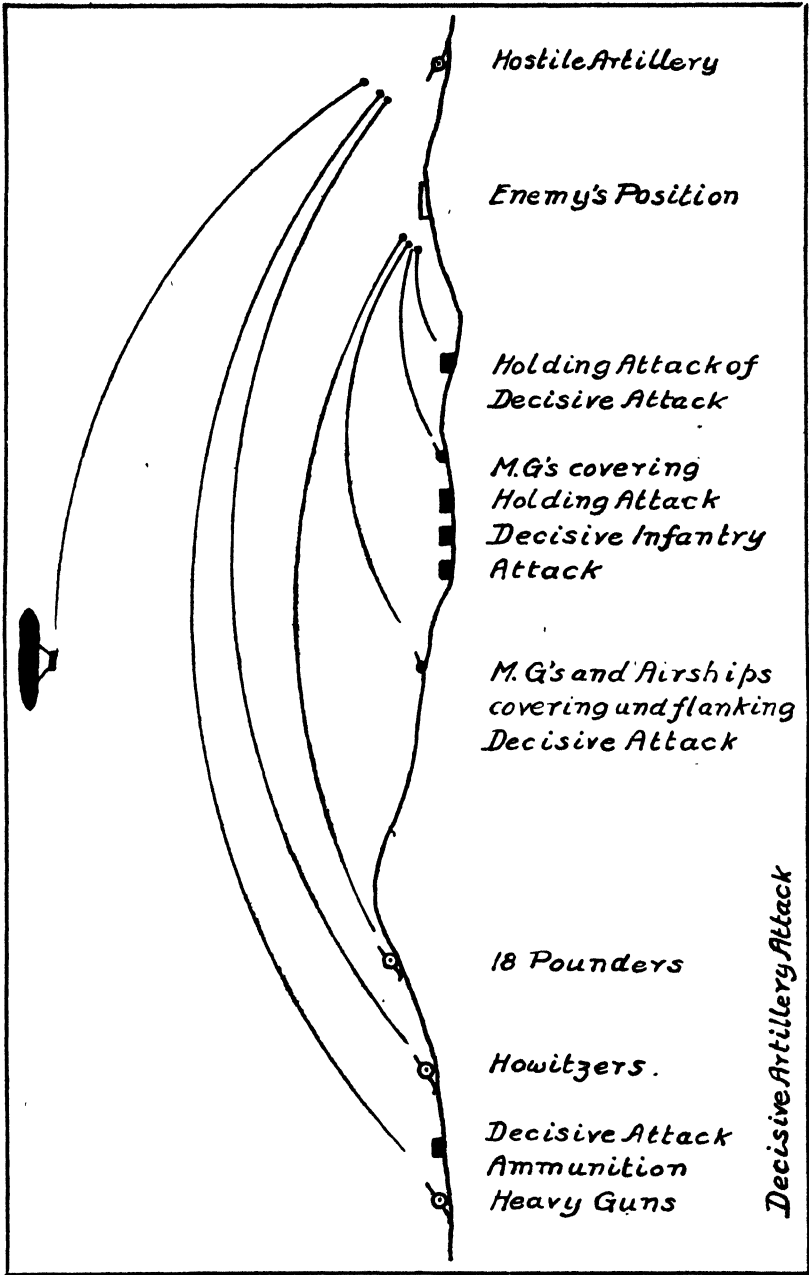 Hostile Artillery
Enemy's Position
Holding Attack of
Decisive Attack
M.G's covering
Holding Attack
Decisive Infantry
Attack
M.G's and Airships
covering und flanking
Decisive Attack
18 Pounders
Howitzers.
Decisive Attack
Ammunition
Heavy Guns
Decisive Artillery Attack